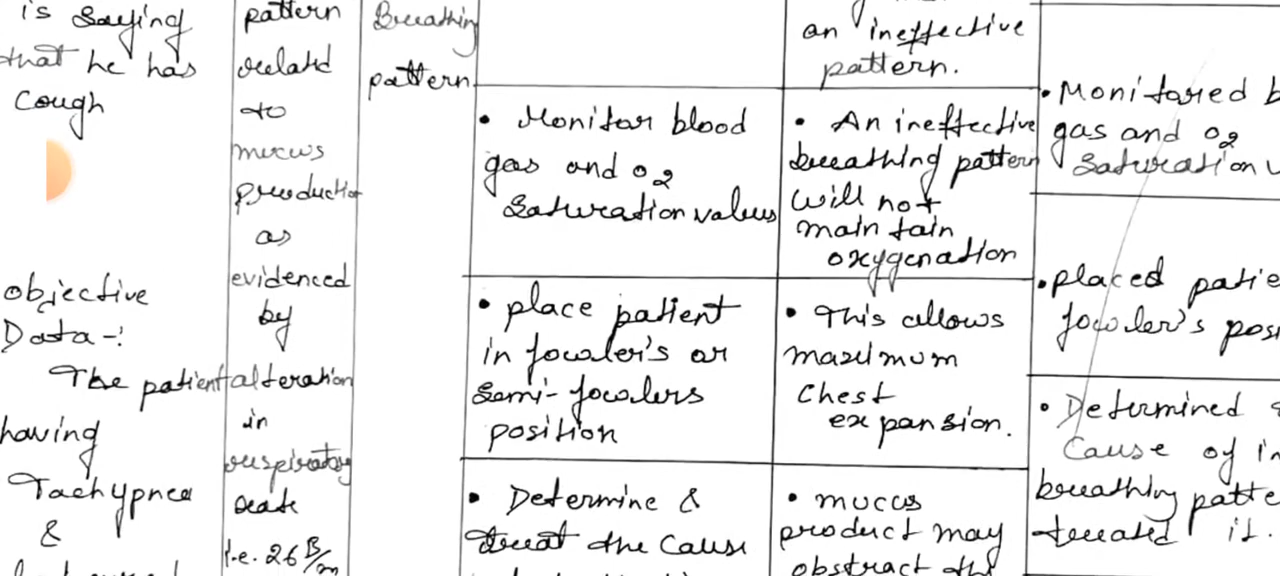 is saying
that he has
cough
objective
Data -:
The patient
having
Tachypnea
&
pattern
related
to
mucus
production
as
evidenced
by
alteration
in
respiratory
rate
i.e. 26 B/m
Breathing
pattern
• Monitor blood
gas and O2
Saturation values
• place patient
in fowler's or
Semi-fowlers
position
• Determine &
treat the cause
an ineffective
pattern.
• An ineffective
breathing pattern
will not
maintain
oxygenation
• This allows
maximum
Chest
expansion.
• mucus
product may
obstract the
• Monitored b
gas and O2
Saturation v
• placed patie
fowler's posi
• Determined &
Cause of in
breathing patte
treated it.